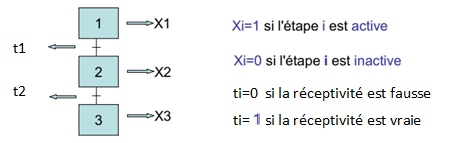 1 X1
Xi=1 si l'étape i est active
t1
2 X2
Xi=0 si l'étape i est inactive
t2
ti=0 si la réceptivité est fausse
3 X3
ti= 1 si la réceptivité est vraie